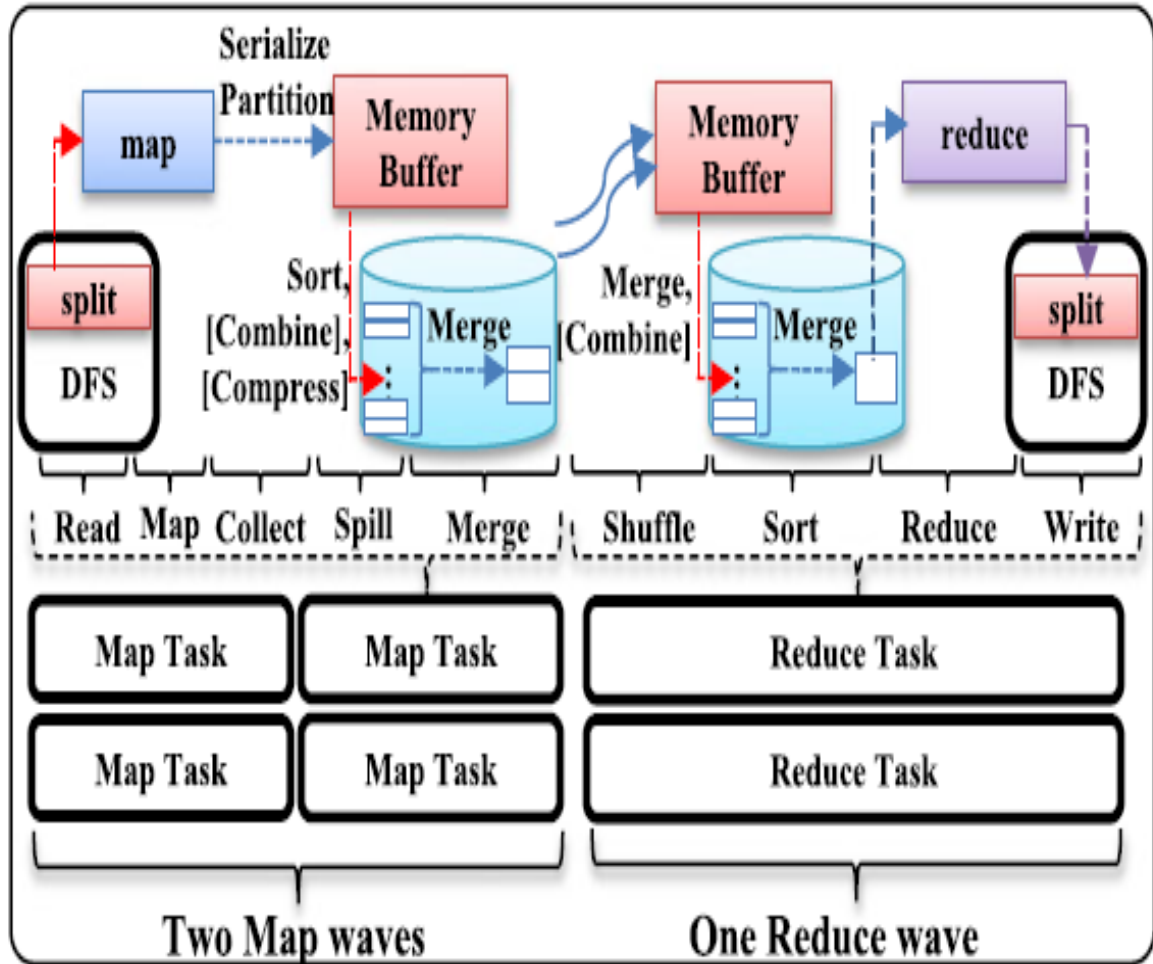 Serialize
Partition
map
Memory
Buffer
Memory
Buffer
reduce
split
DFS
Sort,
[Combine],
[Compress]
Merge
Merge,
[Combine]
Merge
split
DFS
Read Map Collect Spill Merge Shuffle Sort Reduce Write
Map Task Map Task Reduce Task
Map Task Map Task Reduce Task
Two Map waves One Reduce wave